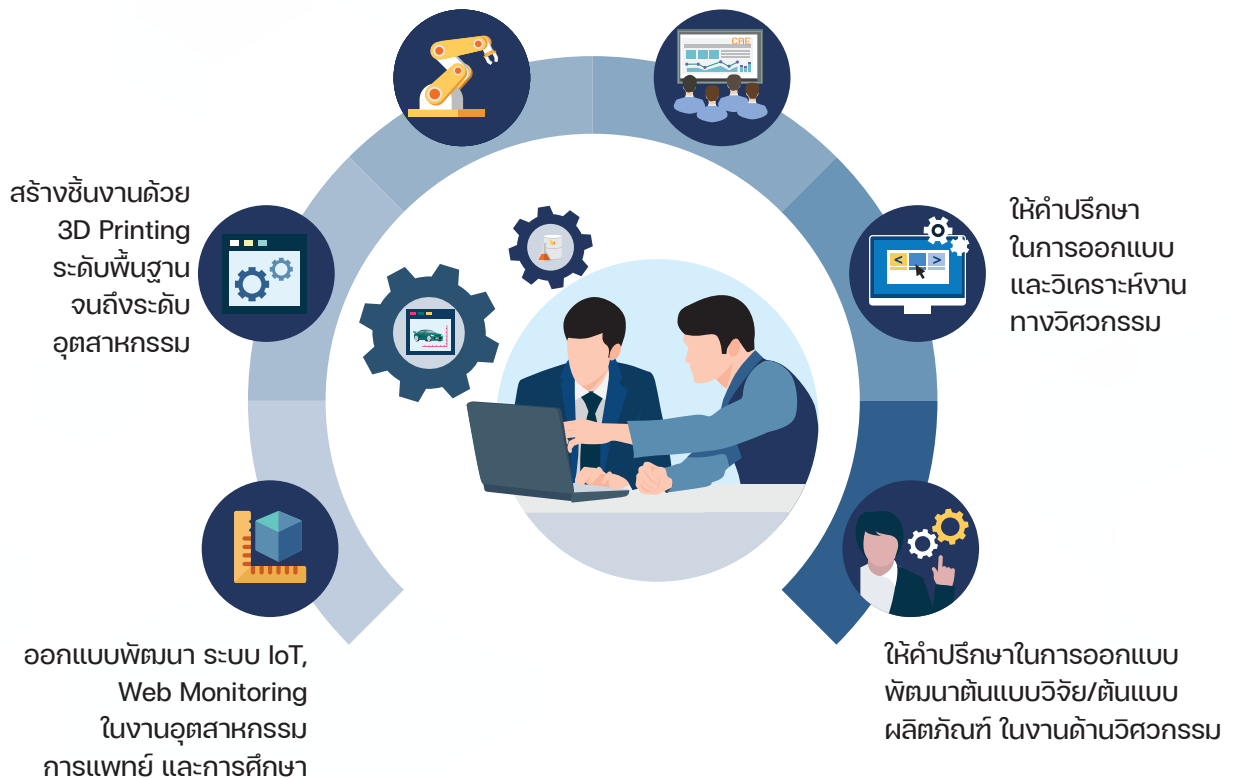 CAE
สร้างชิ้นงานด้วย
3D Printing
ระดับพื้นฐาน
จนถึงระดับ
อุตสาหกรรม
ให้คำปรึกษา
ในการออกแบบ
และวิเคราะห์งาน
ทางวิศวกรรม
< >
ออกแบบพัฒนา ระบบ IoT,
Web Monitoring
ในงานอุตสาหกรรม
การแพทย์ และการศึกษา
ให้คำปรึกษาในการออกแบบ
พัฒนาต้นแบบวิจัย/ต้นแบบ
ผลิตภัณฑ์ ในงานด้านวิศวกรรม